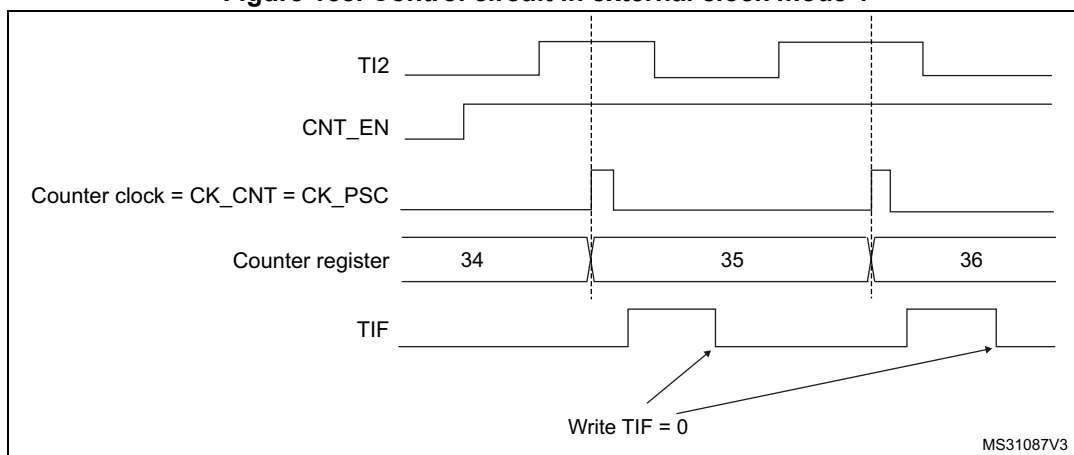 TI2
CNT_EN
Counter clock = CK_CNT = CK_PSC
Counter register 34 35 36
TIF
Write TIF = 0
MS31087V3